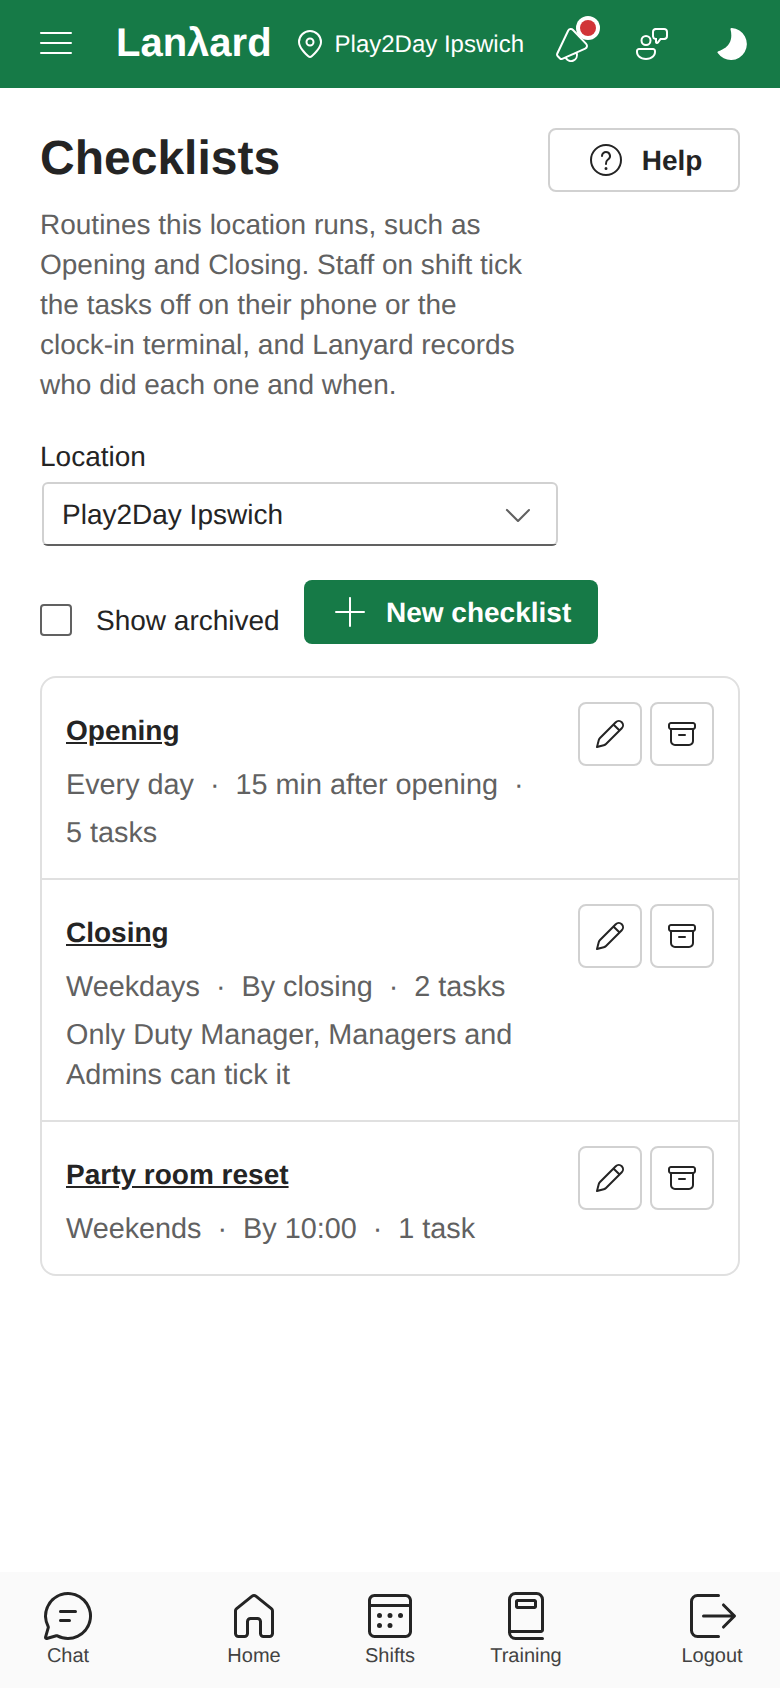 Lanλard
Play2Day Ipswich
Checklists
Help
Routines this location runs, such as
Opening and Closing. Staff on shift tick
the tasks off on their phone or the
clock-in terminal, and Lanyard records
who did each one and when.
Location
Play2Day Ipswich
Show archived
New checklist
Opening
Every day · 15 min after opening ·
5 tasks
Closing
Weekdays · By closing · 2 tasks
Only Duty Manager, Managers and
Admins can tick it
Party room reset
Weekends · By 10:00 · 1 task
Chat
Home
Shifts
Training
Logout